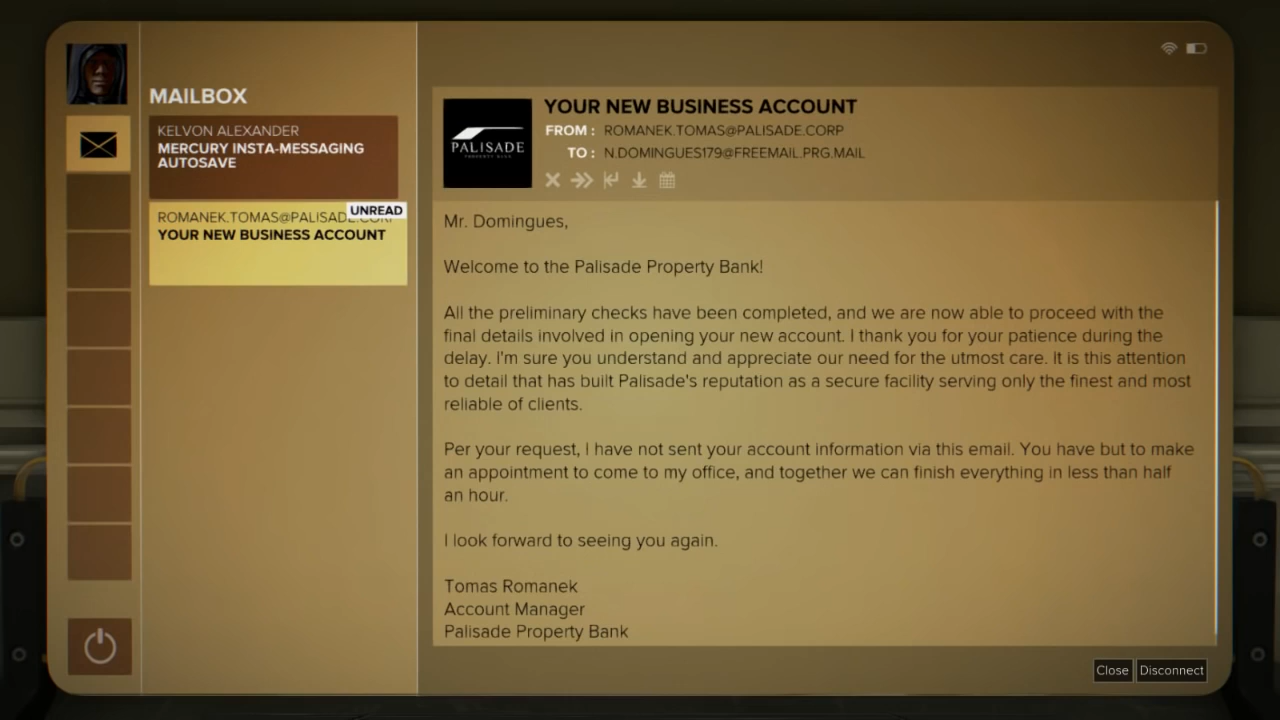 MAILBOX
KELVON ALEXANDER
MERCURY INSTA-MESSAGING
AUTOSAVE
UNREAD
ROMANEK.TOMAS@PALISADE.CORP
YOUR NEW BUSINESS ACCOUNT
PALISADE
PROPERTY BANK
YOUR NEW BUSINESS ACCOUNT
FROM : ROMANEK.TOMAS@PALISADE.CORP
TO : N.DOMINGUES179@FREEMAIL.PRG.MAIL
Mr. Domingues,
Welcome to the Palisade Property Bank!
All the preliminary checks have been completed, and we are now able to proceed with the
final details involved in opening your new account. I thank you for your patience during the
delay. I'm sure you understand and appreciate our need for the utmost care. It is this attention
to detail that has built Palisade's reputation as a secure facility serving only the finest and most
reliable of clients.
Per your request, I have not sent your account information via this email. You have but to make
an appointment to come to my office, and together we can finish everything in less than half
an hour.
I look forward to seeing you again.
Tomas Romanek
Account Manager
Palisade Property Bank
Close Disconnect